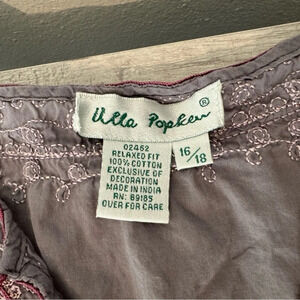 Ulla Popken ®
02462
RELAXED FIT
100% COTTON
EXCLUSIVE OF
DECORATION
MADE IN INDIA
RN: 89185
OVER FOR CARE
16/18